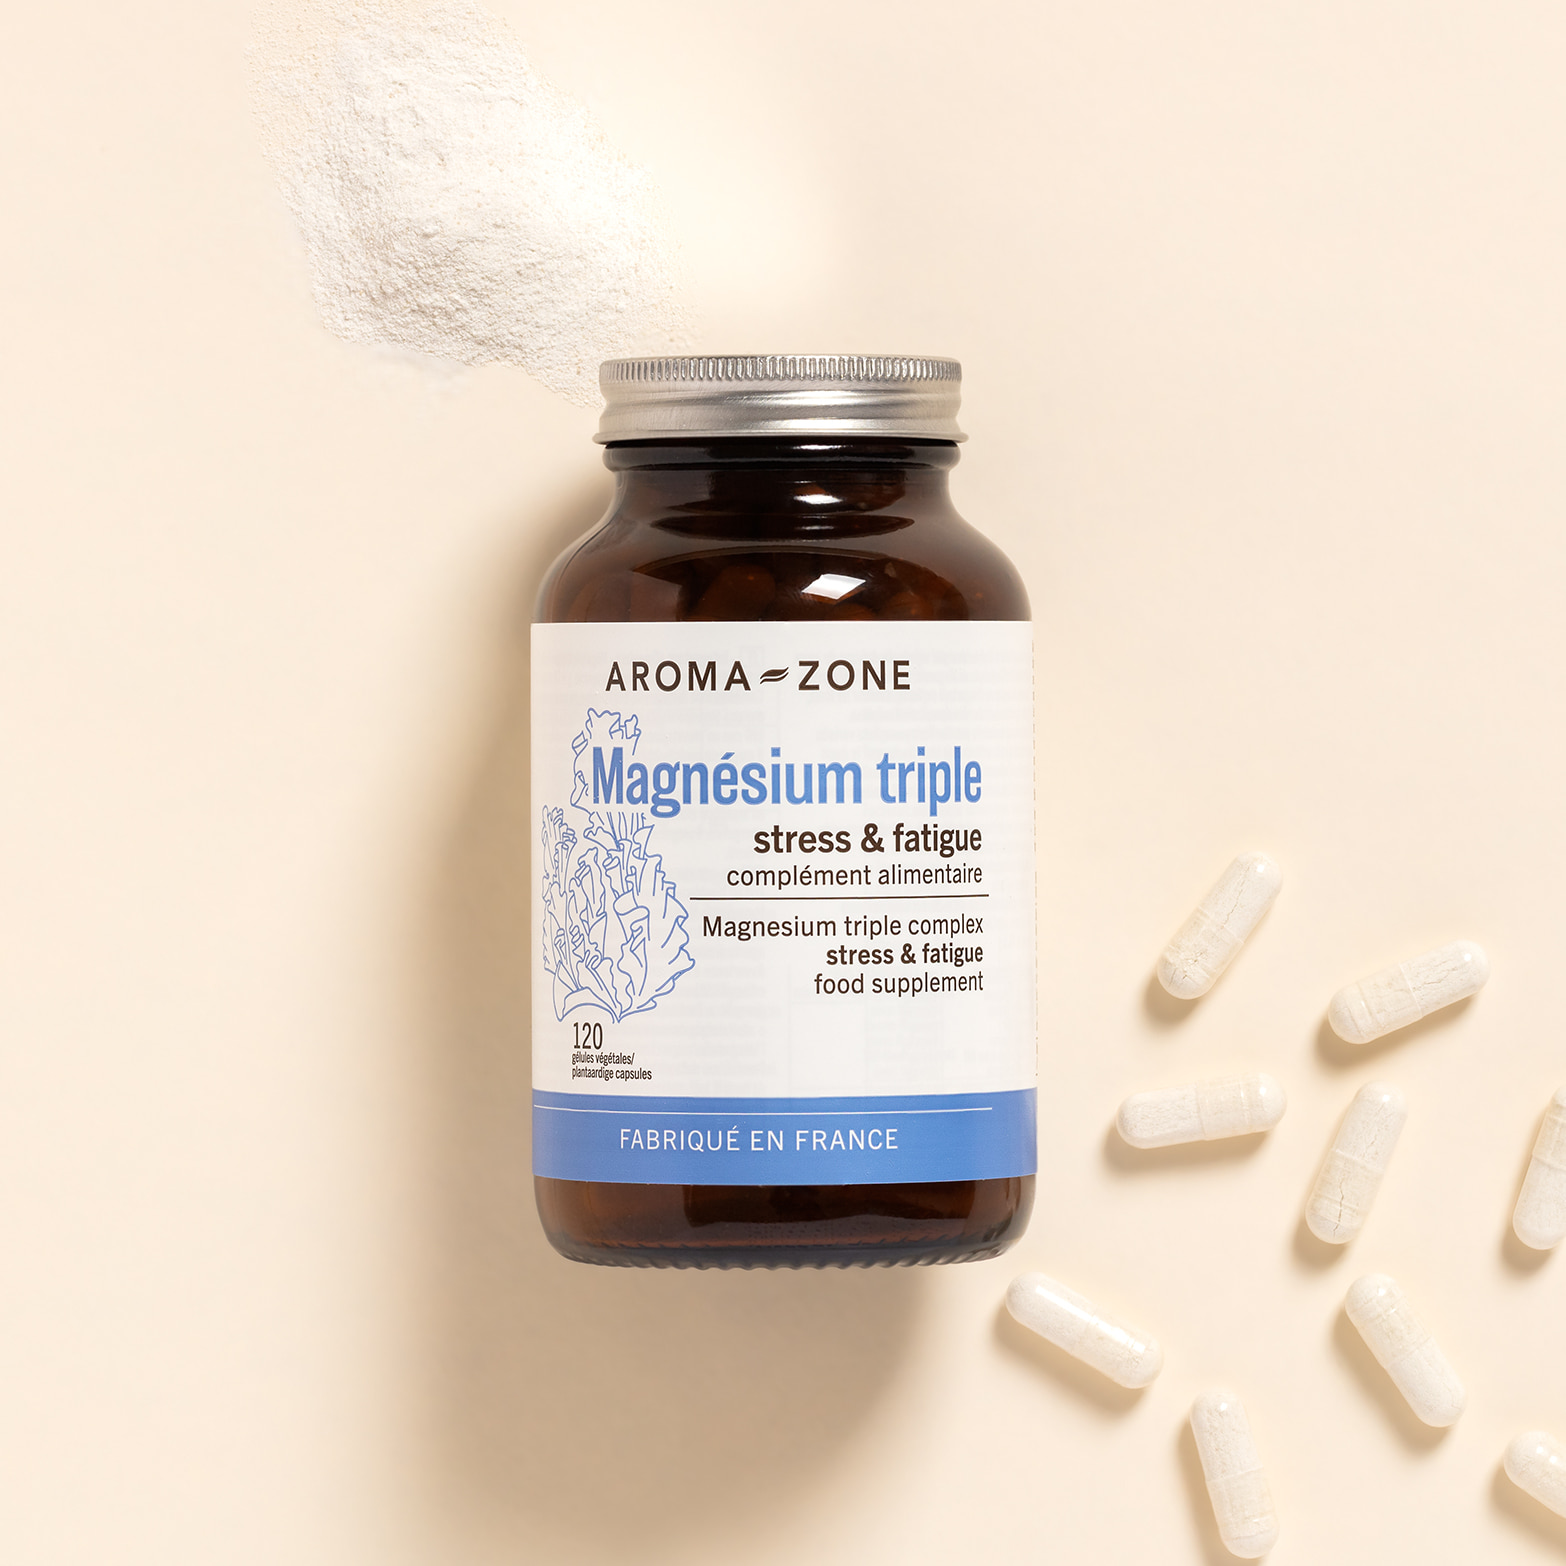 AROMA ZONE
Magnésium triple
stress & fatigue
complément alimentaire
Magnesium triple complex
stress & fatigue
food supplement
120
gélules végétales/
plantaardige capsules
FABRIQUÉ EN FRANCE